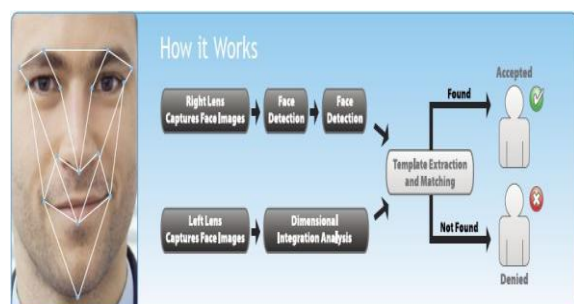 How it Works
Right Lens
Captures Face Images
Face
Detection
Face
Detection
Left Lens
Captures Face Images
Dimensional
Integration Analysis
Template Extraction
and Matching
Found
Accepted
Not Found
Denied